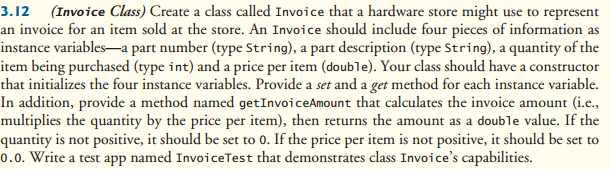 3.12 (Invoice Class) Create a class called Invoice that a hardware store might use to represent
an invoice for an item sold at the store. An Invoice should include four pieces of information as
instance variables—a part number (type String), a part description (type String), a quantity of the
item being purchased (type int) and a price per item (double). Your class should have a constructor
that initializes the four instance variables. Provide a set and a get method for each instance variable.
In addition, provide a method named getInvoiceAmount that calculates the invoice amount (i.e.,
multiplies the quantity by the price per item), then returns the amount as a double value. If the
quantity is not positive, it should be set to 0. If the price per item is not positive, it should be set to
0.0. Write a test app named InvoiceTest that demonstrates class Invoice's capabilities.